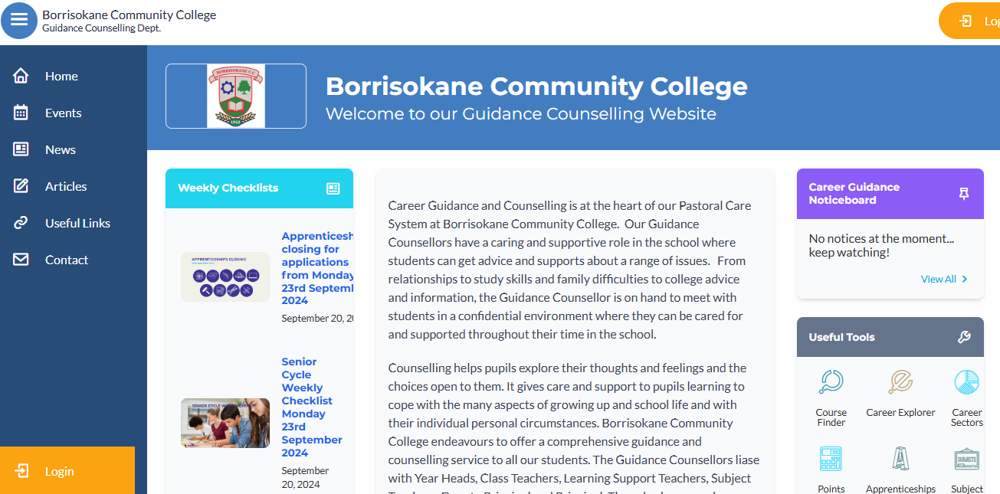 Borrisokane Community College
Guidance Counselling Dept.
Log
Home
Events
News
Articles
Useful Links
Contact
Login
BORRISOKANE C.C.
1942
Borrisokane Community College
Welcome to our Guidance Counselling Website
Weekly Checklists
APPRENTICESHIPS CLOSING
Apprenticesh
closing for
applications
from Monday
23rd Septemb
2024
September 20, 20
Senior
Cycle
Weekly
Checklist
Monday
23rd
September
2024
September
20, 2024
Career Guidance and Counselling is at the heart of our Pastoral Care
System at Borrisokane Community College.  Our Guidance
Counsellors have a caring and supportive role in the school where
students can get advice and supports about a range of issues.   From
relationships to study skills and family difficulties to college advice
and information, the Guidance Counsellor is on hand to meet with
students in a confidential environment where they can be cared for
and supported throughout their time in the school.
Counselling helps pupils explore their thoughts and feelings and the
choices open to them. It gives care and support to pupils learning to
cope with the many aspects of growing up and school life and with
their individual personal circumstances. Borrisokane Community
College endeavours to offer a comprehensive guidance and
counselling service to all our students. The Guidance Counsellors liase
with Year Heads, Class Teachers, Learning Support Teachers, Subject
Career Guidance
Noticeboard
No notices at the moment...
keep watching!
View All
Useful Tools
Course
Finder
Career Explorer
Career
Sectors
Points
Apprenticeships
SUBJECTS
Subject